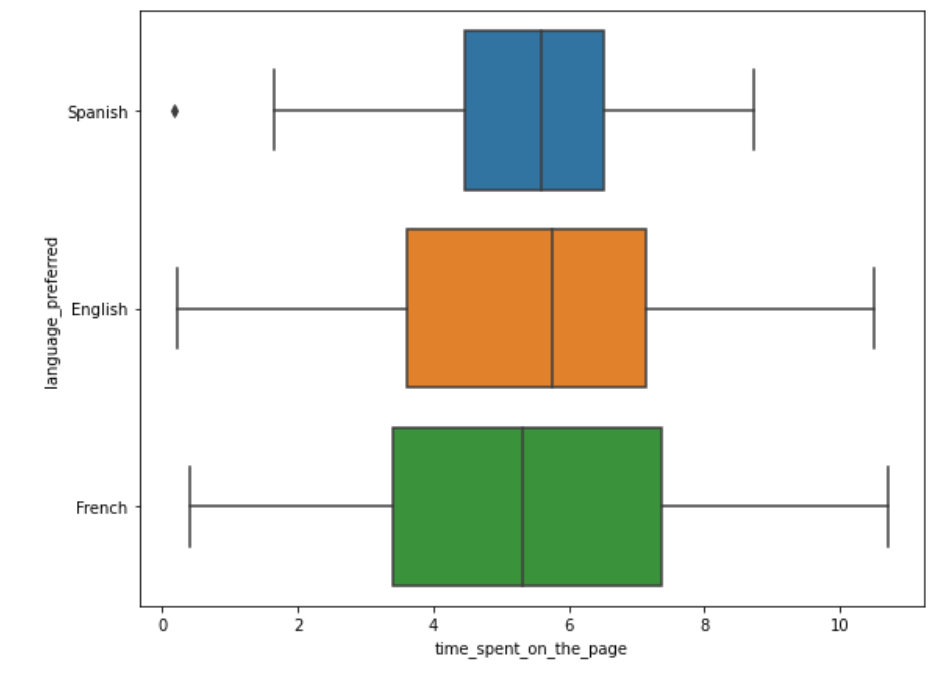 Spanish
English
French
language_preferred
0 2 4 6 8 10
time_spent_on_the_page